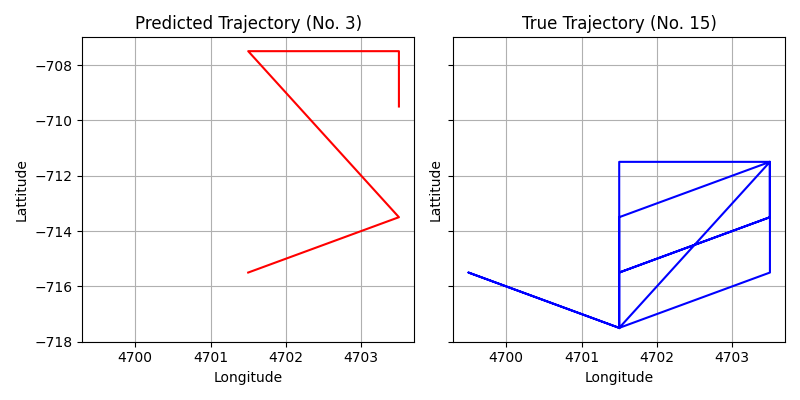 Predicted Trajectory (No. 3)
True Trajectory (No. 15)
Lattitude
−708
−710
−712
−714
−716
−718
4700 4701 4702 4703
Longitude
Lattitude
4700 4701 4702 4703
Longitude